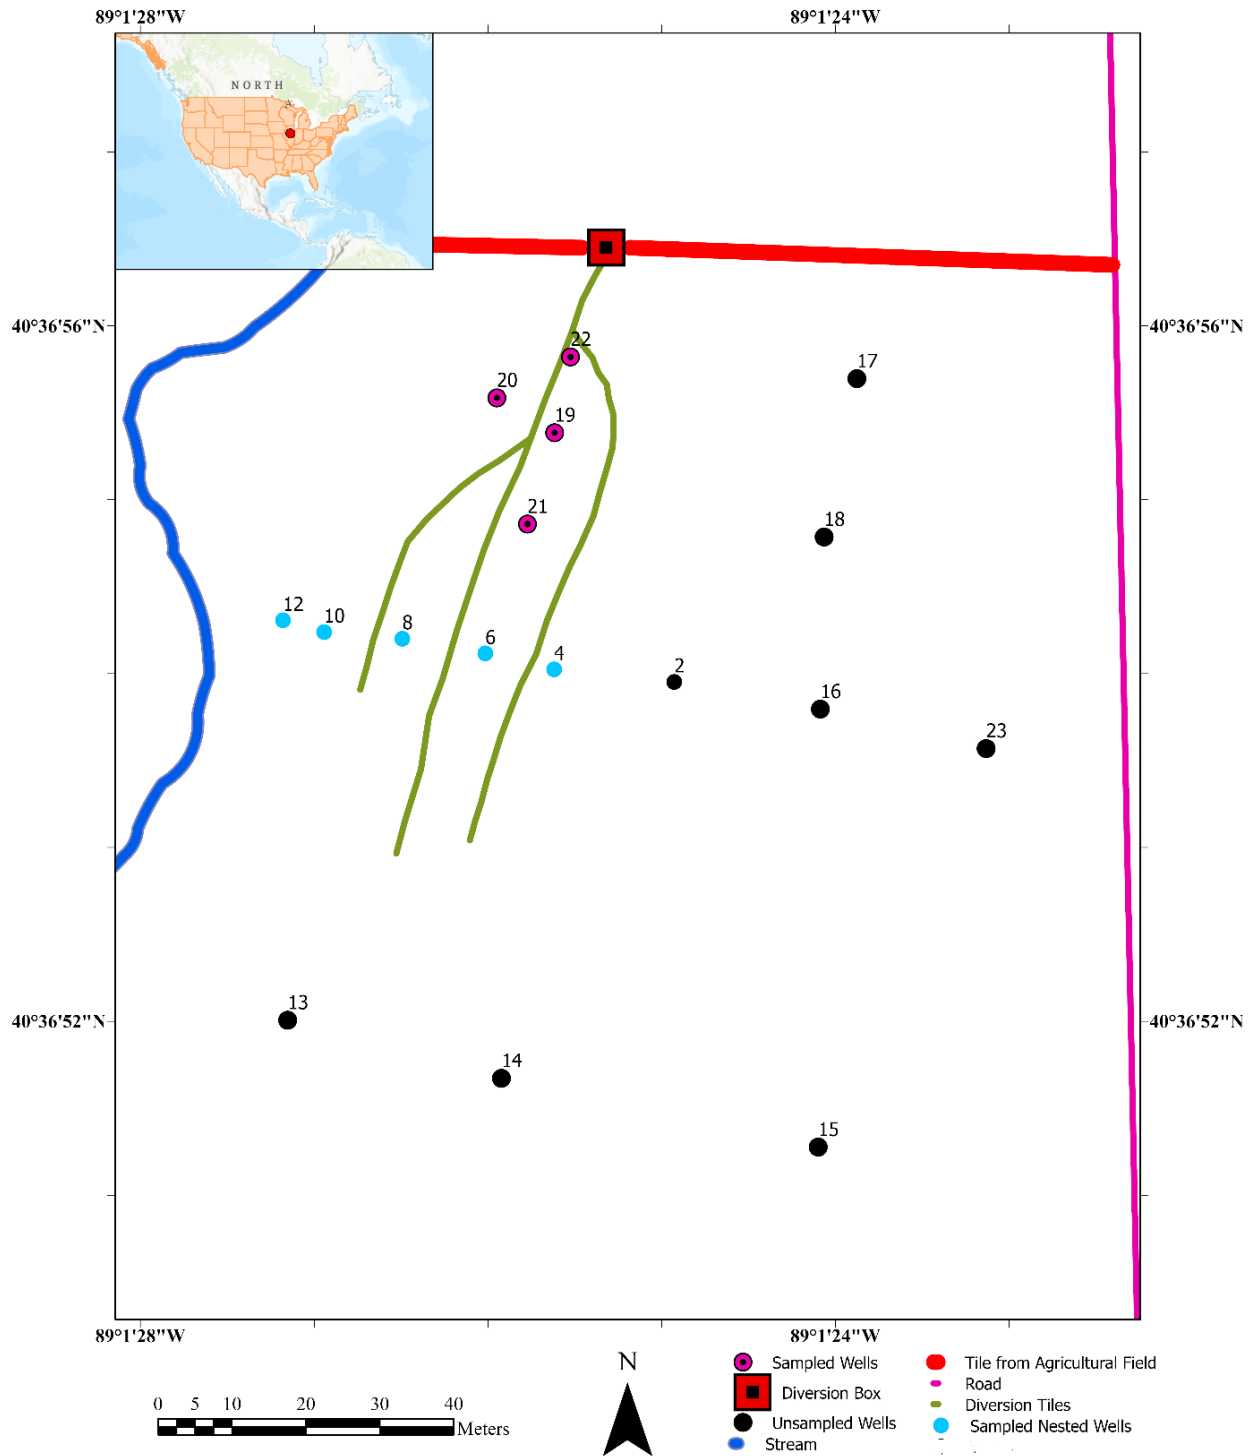 89°1'28"W 89°1'24"W
NORTH
A
40°36'56"N 40°36'56"N
22
17
20
19
21
18
12
10
8
6
4
2
16
23
40°36'52"N 40°36'52"N
13
14
15
89°1'28"W 89°1'24"W
N
0 5 10 20 30 40
Meters
Sampled Wells
Diversion Box
Unsampled Wells
Stream
Tile from Agricultural Field
Road
Diversion Tiles
Sampled Nested Wells